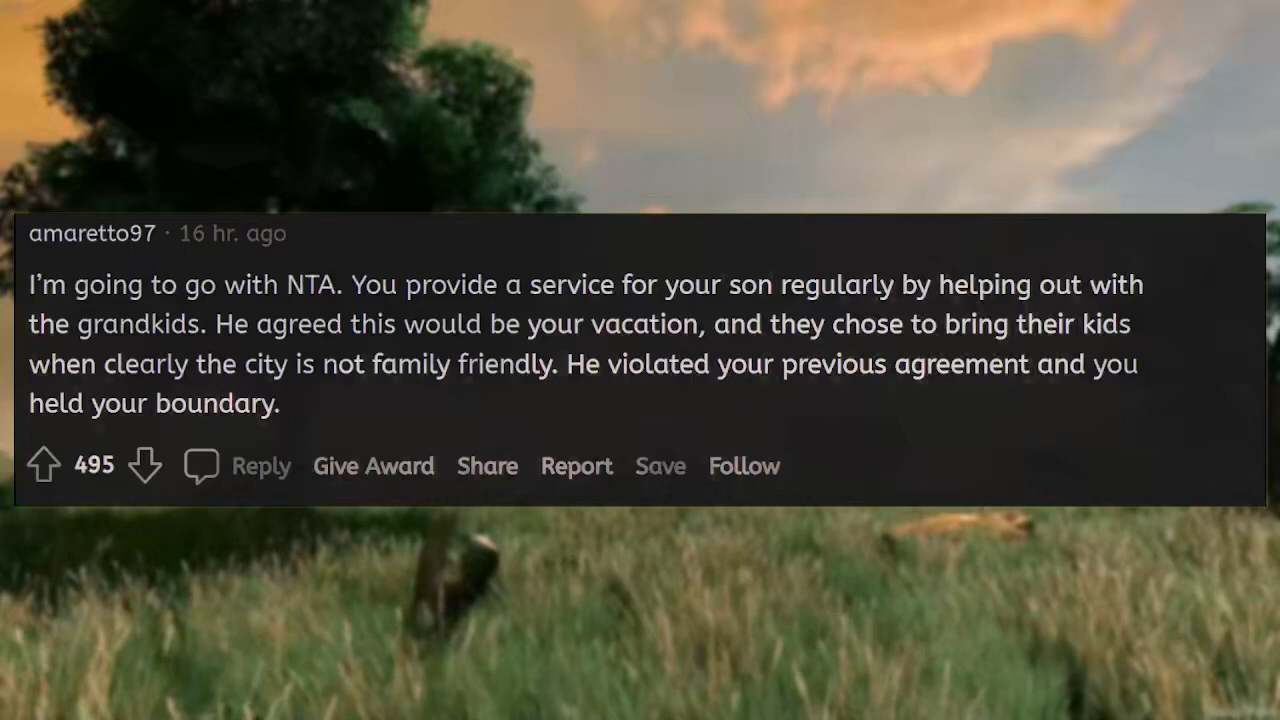 amaretto97 · 16 hr. ago
I'm going to go with NTA. You provide a service for your son regularly by helping out with
the grandkids. He agreed this would be your vacation, and they chose to bring their kids
when clearly the city is not family friendly. He violated your previous agreement and you
held your boundary.
495 Reply Give Award Share Report Save Follow